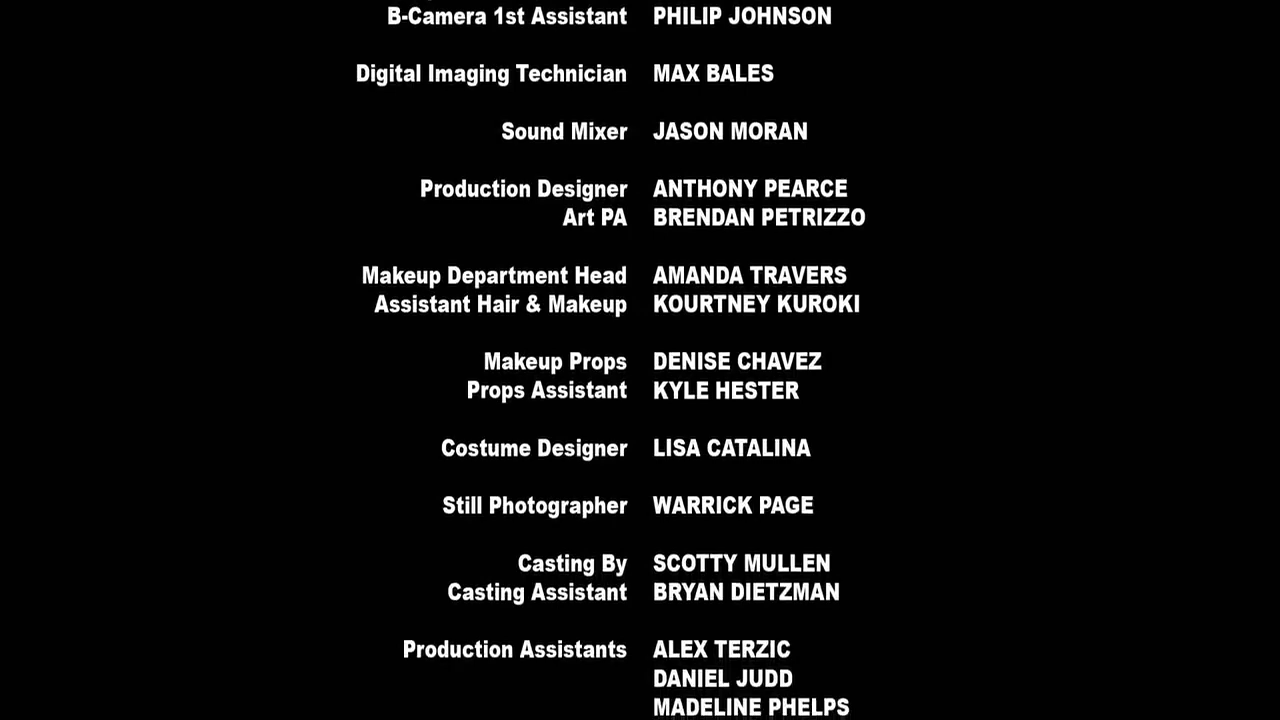 B-Camera 1st Assistant PHILIP JOHNSON
Digital Imaging Technician MAX BALES
Sound Mixer JASON MORAN
Production Designer ANTHONY PEARCE
Art PA BRENDAN PETRIZZO
Makeup Department Head AMANDA TRAVERS
Assistant Hair & Makeup KOURTNEY KUROKI
Makeup Props DENISE CHAVEZ
Props Assistant KYLE HESTER
Costume Designer LISA CATALINA
Still Photographer WARRICK PAGE
Casting By SCOTTY MULLEN
Casting Assistant BRYAN DIETZMAN
Production Assistants ALEX TERZIC
DANIEL JUDD
MADELINE PHELPS